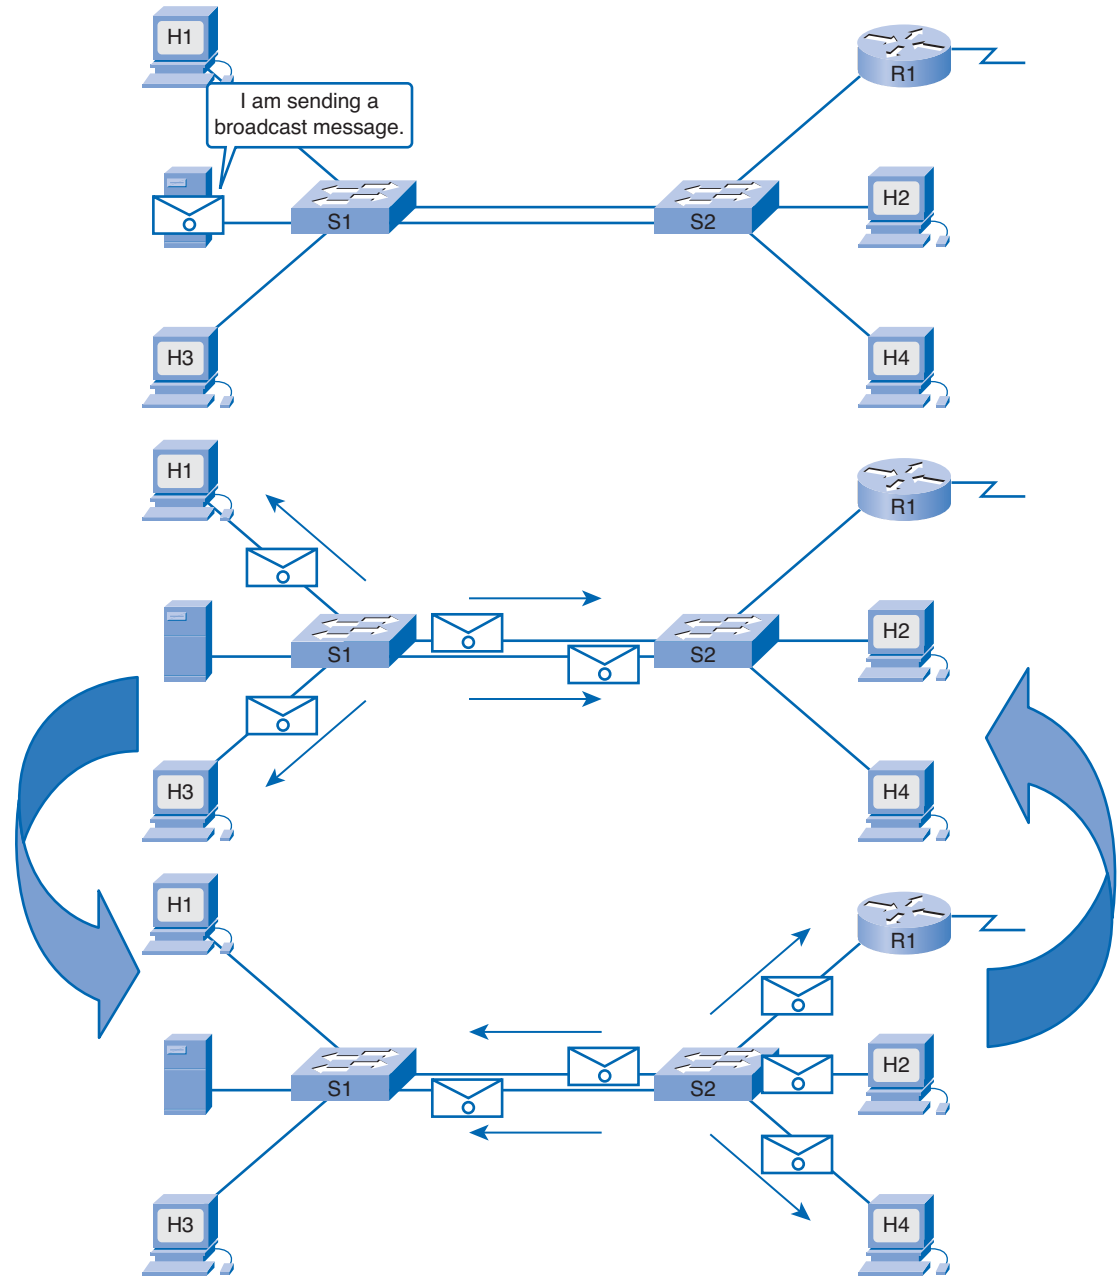 H1
R1
I am sending a
broadcast message.
H2
S1
S2
H3
H4
H1
R1
H2
S1
S2
H3
H4
H1
R1
H2
S1
S2
H3
H4